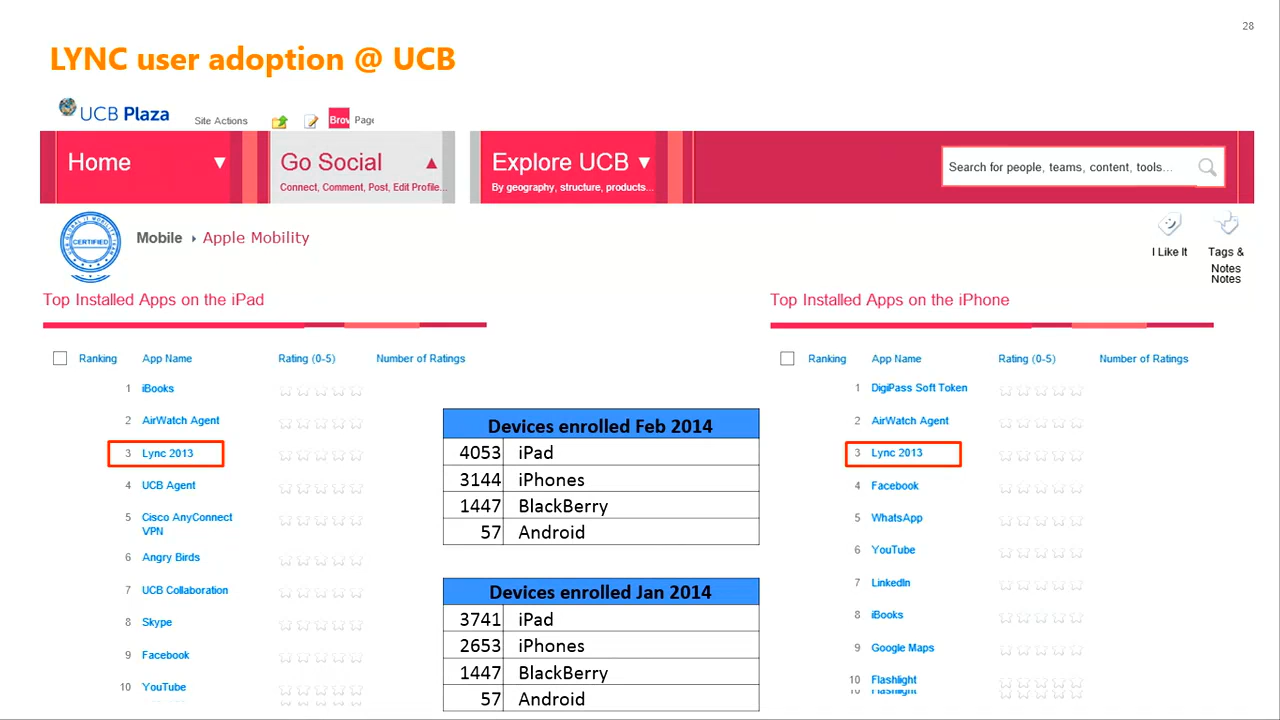 28
LYNC user adoption @ UCB
UCB Plaza
Site Actions
Brow
Page
Home
Go Social
Connect, Comment, Post, Edit Profile...
Explore UCB
By geography, structure, products...
Search for people, teams, content, tools...
CERTIFIED
Mobile
Apple Mobility
I Like It
Tags &
Notes
Notes
Top Installed Apps on the iPad
Ranking App Name Rating (0-5) Number of Ratings
1 iBooks
2 AirWatch Agent
3 Lync 2013
4 UCB Agent
5 Cisco AnyConnect
VPN
6 Angry Birds
7 UCB Collaboration
8 Skype
9 Facebook
10 YouTube
Devices enrolled Feb 2014
4053 iPad
3144 iPhones
1447 BlackBerry
57 Android
Devices enrolled Jan 2014
3741 iPad
2653 iPhones
1447 BlackBerry
57 Android
Top Installed Apps on the iPhone
Ranking App Name Rating (0-5) Number of Ratings
1 DigiPass Soft Token
2 AirWatch Agent
3 Lync 2013
4 Facebook
5 WhatsApp
6 YouTube
7 LinkedIn
8 iBooks
9 Google Maps
10 Flashlight
10 Flashlight